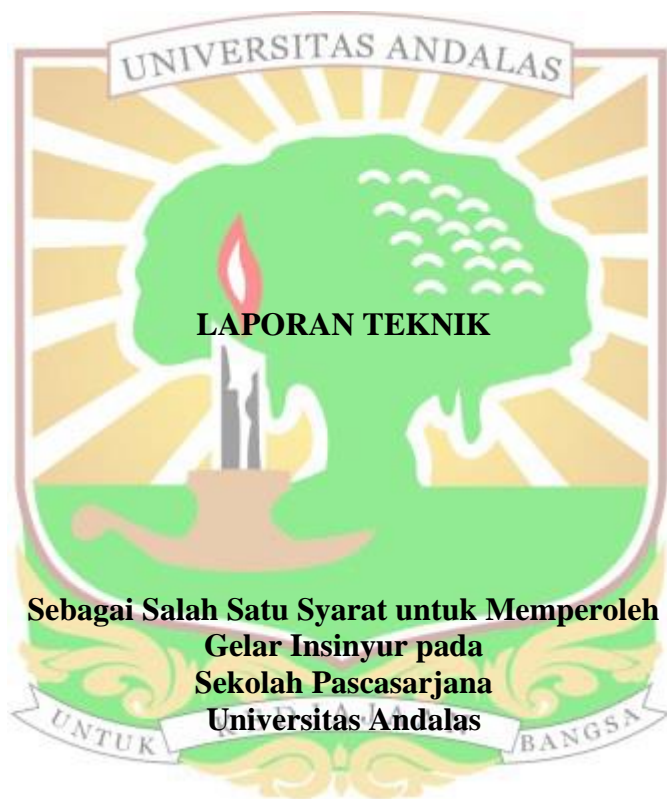 UNIVERSITAS ANDALAS
LAPORAN TEKNIK
Sebagai Salah Satu Syarat untuk Memperoleh
Gelar Insinyur pada
Sekolah Pascasarjana
Universitas Andalas
UNTUK
BANGSA